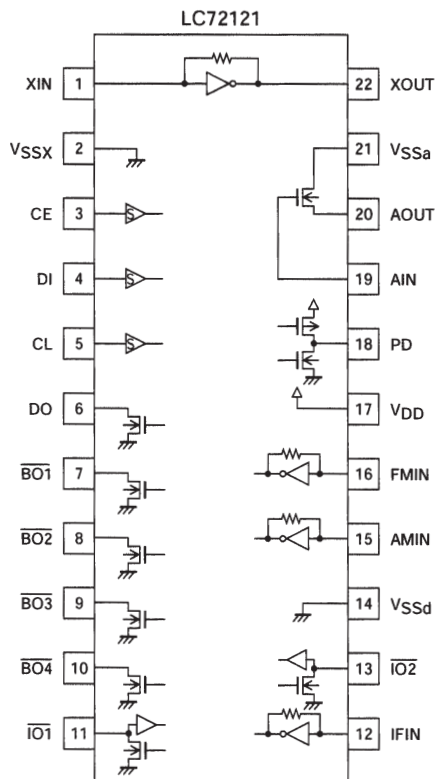 LC72121
XIN 1 22 XOUT
VSSX 2 21 VSSa
CE 3 S 20 AOUT
DI 4 S 19 AIN
CL 5 S 18 PD
DO 6 17 VDD
BO1 7 16 FMIN
BO2 8 15 AMIN
BO3 9 14 VSSd
BO4 10 13 IO2
IO1 11 12 IFIN